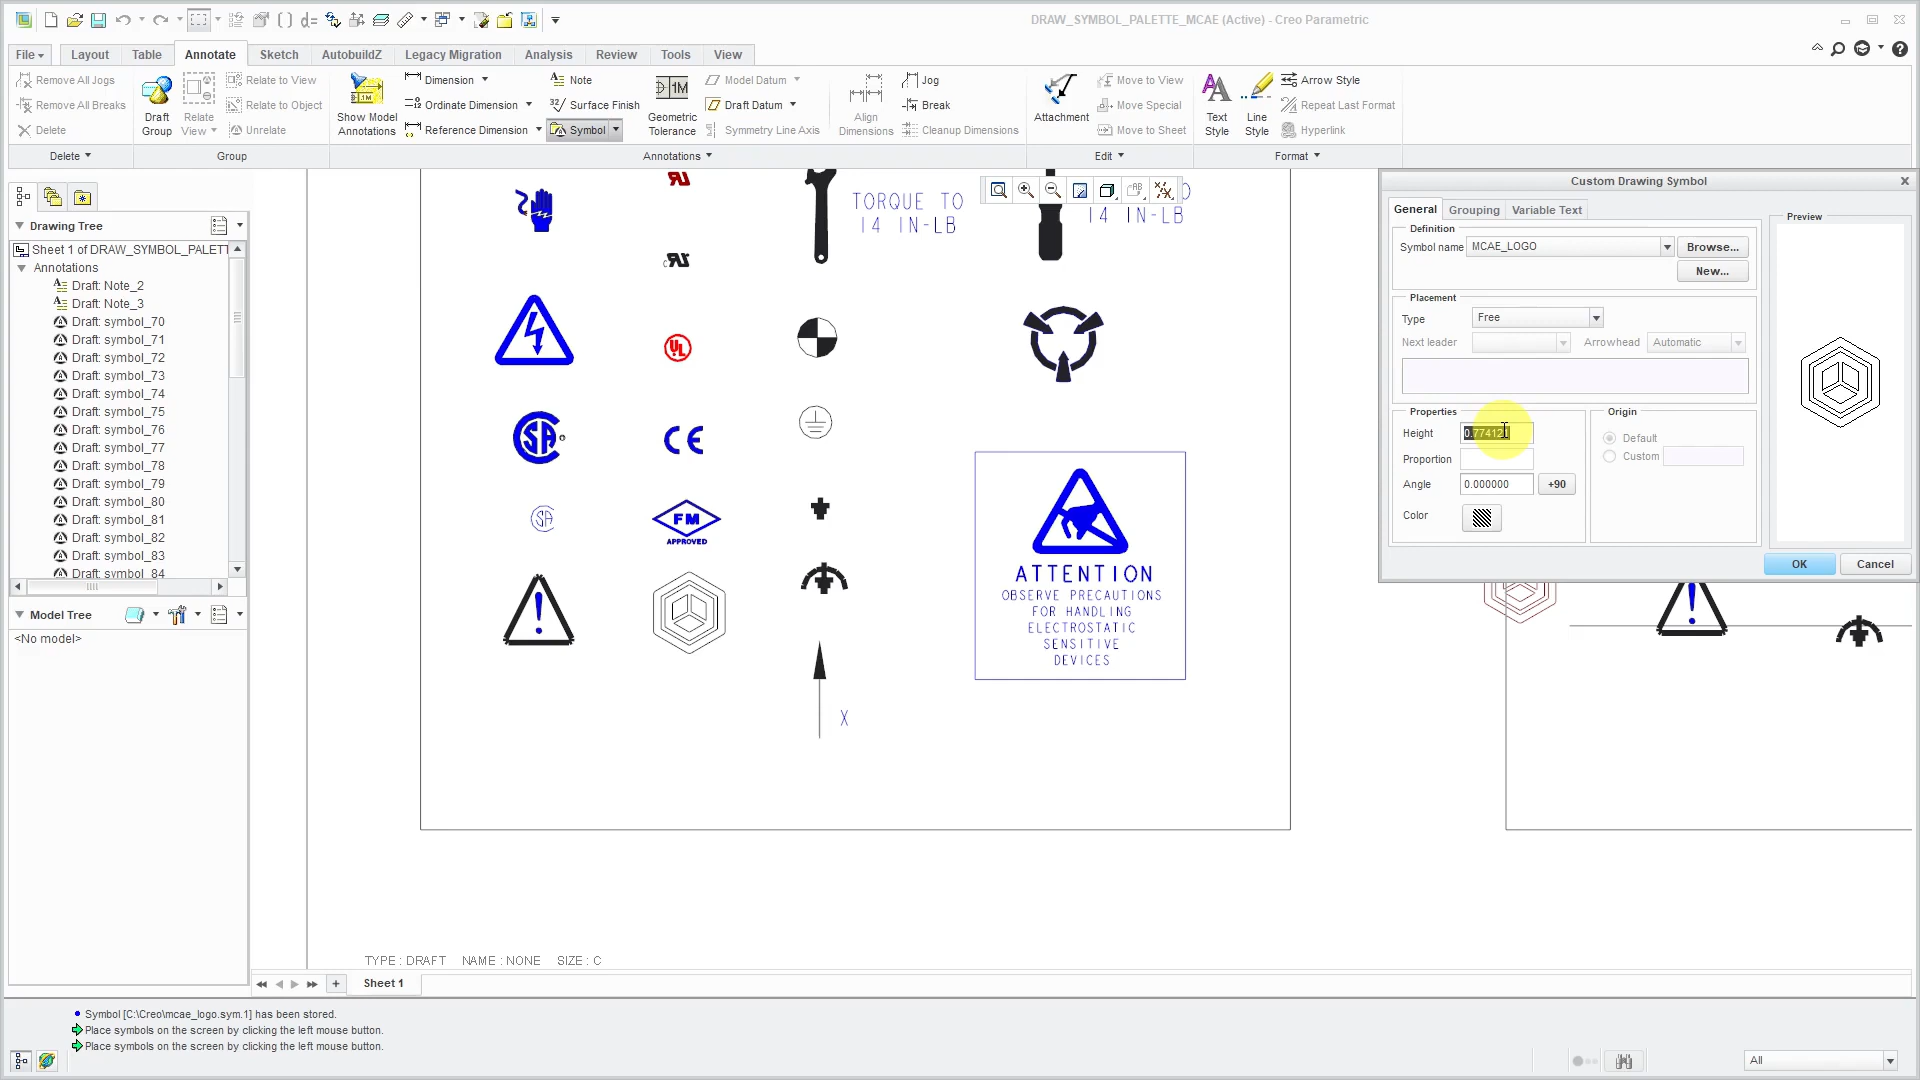 DRAW_SYMBOL_PALETTE_MCAE (Active) - Creo Parametric
File Layout Table Annotate Sketch AutobuildZ Legacy Migration Analysis Review Tools View
Remove All Jogs
Remove All Breaks
Delete
Delete
Draft
Group
Relate
View
Relate to View
Relate to Object
Unrelate
Group
Show Model
Annotations
Dimension
Ordinate Dimension
Reference Dimension
Note
Surface Finish
Symbol
Geometric
Tolerance
Model Datum
Draft Datum
Symmetry Line Axis
Align
Dimensions
Jog
Break
Cleanup Dimensions
Annotations
Attachment
Move to View
Move Special
Move to Sheet
Edit
Text
Style
Line
Style
Arrow Style
Repeat Last Format
Hyperlink
Format
Drawing Tree
Sheet 1 of DRAW_SYMBOL_PALETT
Annotations
Draft: Note_2
Draft: Note_3
Draft: symbol_70
Draft: symbol_71
Draft: symbol_72
Draft: symbol_73
Draft: symbol_74
Draft: symbol_75
Draft: symbol_76
Draft: symbol_77
Draft: symbol_78
Draft: symbol_79
Draft: symbol_80
Draft: symbol_81
Draft: symbol_82
Draft: symbol_83
Draft: symbol_84
Model Tree
<No model>
TORQUE TO
14 IN-LB
14 IN-LB
UL
CE
SA
SA
FM
APPROVED
X
ATTENTION
OBSERVE PRECAUTIONS
FOR HANDLING
ELECTROSTATIC
SENSITIVE
DEVICES
Custom Drawing Symbol
General Grouping Variable Text
Definition
Symbol name MCAE_LOGO Browse...
New...
Placement
Type Free
Next leader Arrowhead Automatic
Properties
Height 0.774121
Proportion
Angle 0.000000 +90
Color
Origin
Default
Custom
Preview
OK Cancel
TYPE : DRAFT NAME : NONE SIZE : C
Sheet 1
Symbol [C:\Creo\mcae_logo.sym.1] has been stored.
Place symbols on the screen by clicking the left mouse button.
Place symbols on the screen by clicking the left mouse button.
All